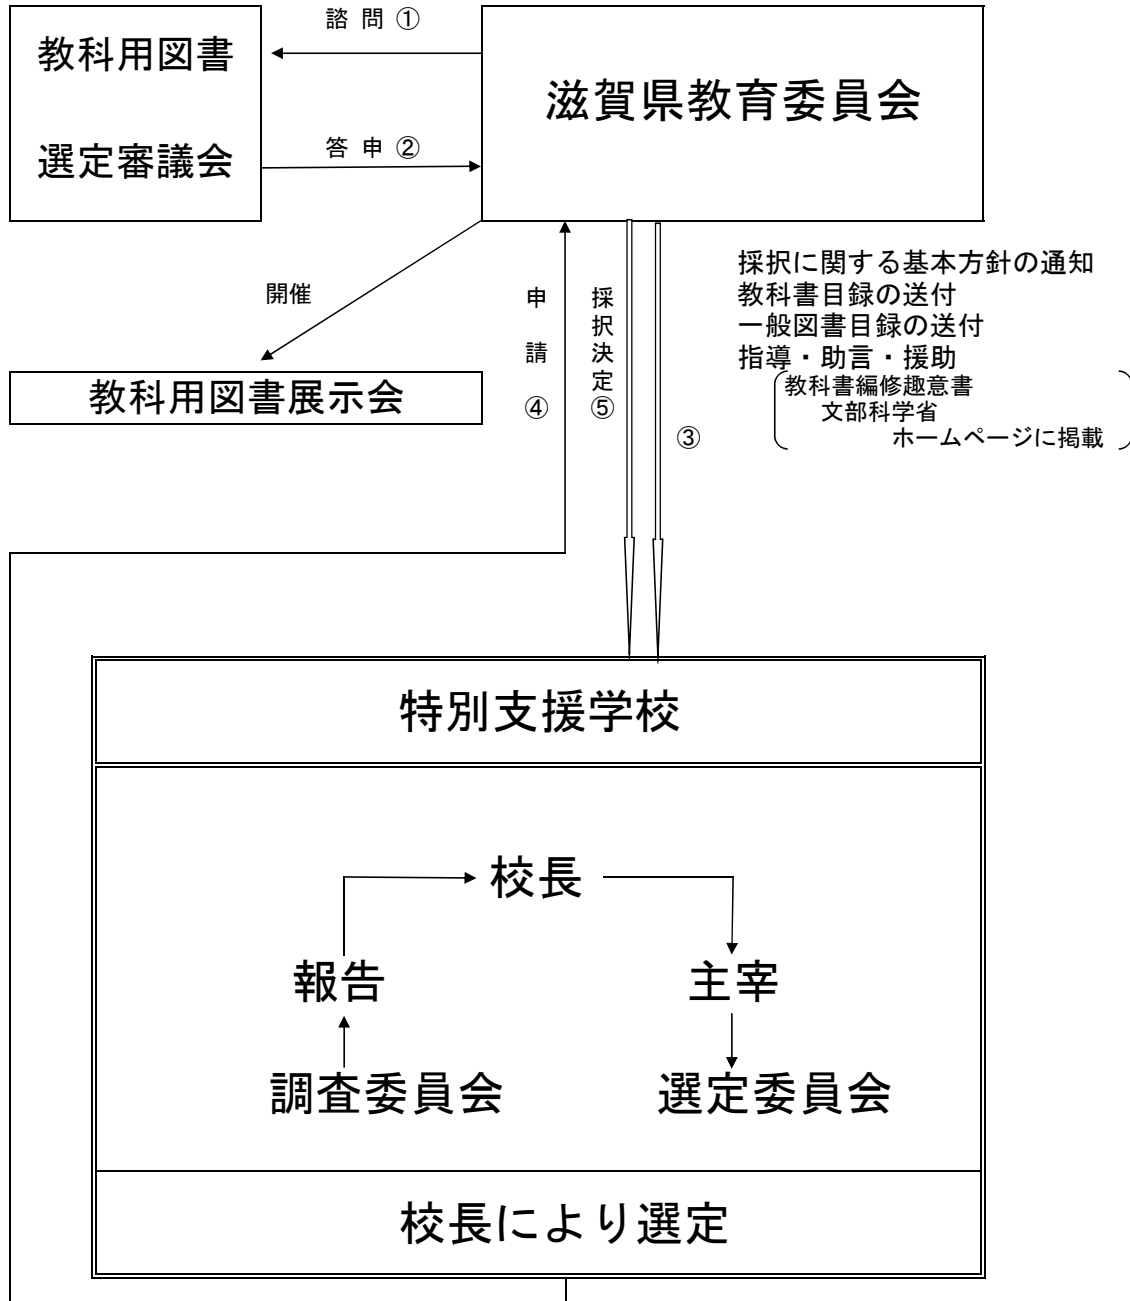 諮 問 ①
教科用図書
選定審議会
滋賀県教育委員会
答 申 ②
開催
教科用図書展示会
申請④
採択決定⑤
③
採択に関する基本方針の通知
教科書目録の送付
一般図書目録の送付
指導・助言・援助
教科書編修趣意書
文部科学省
ホームページに掲載
特別支援学校
校長
報告
主宰
調査委員会
選定委員会
校長により選定